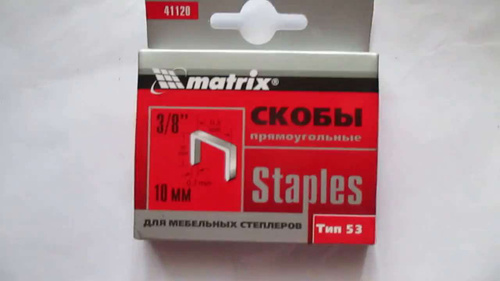 41120
matrix®
3/8"
10 мм
СКОБЫ
прямоугольные
Staples
ДЛЯ МЕБЕЛЬНЫХ СТЕПЛЕРОВ
Тип 53